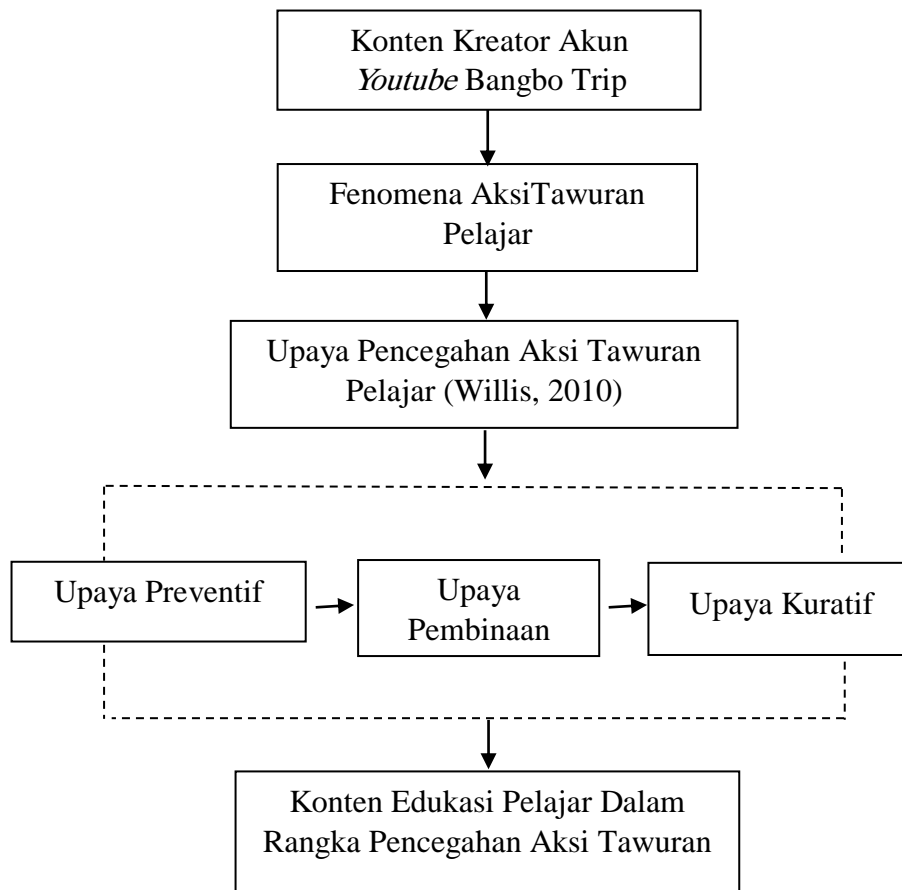 Konten Kreator Akun
Youtube Bangbo Trip
Fenomena AksiTawuran
Pelajar
Upaya Pencegahan Aksi Tawuran
Pelajar (Willis, 2010)
Upaya Preventif
Upaya
Pembinaan
Upaya Kuratif
Konten Edukasi Pelajar Dalam
Rangka Pencegahan Aksi Tawuran